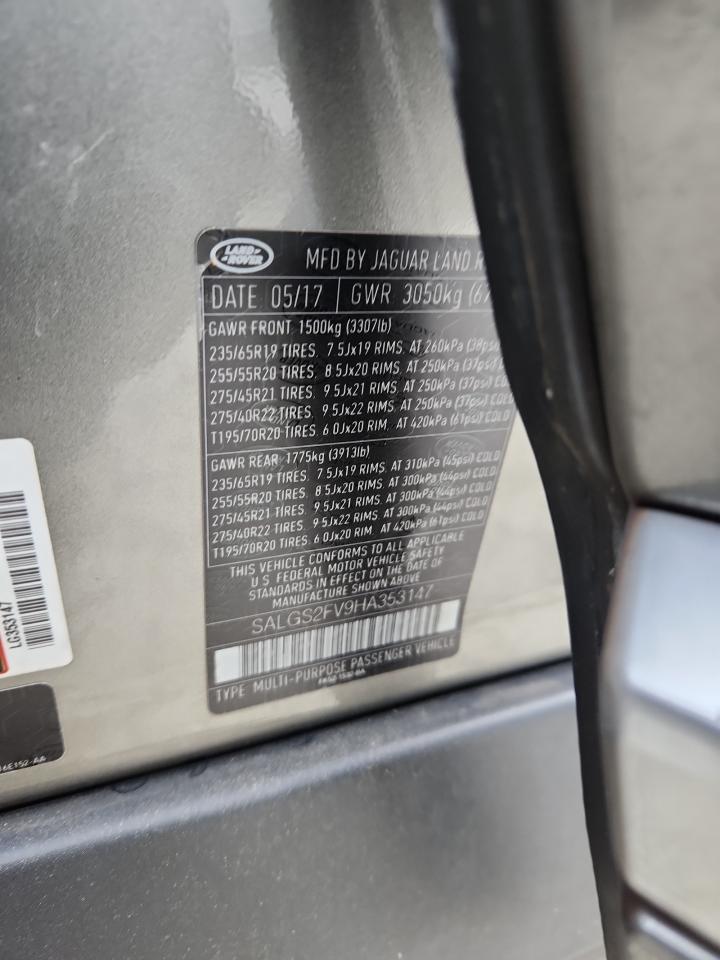 LAND-
-ROVER
MFD BY JAGUAR LAND
DATE 05/17 GWR 3050kg
GAWR FRONT 1500kg (3307lb)
235/65R19 TIRES, 7.5Jx19 RIMS, AT 260kPa (38psi)
255/55R20 TIRES, 8.5Jx20 RIMS, AT 250kPa (37psi)
275/45R21 TIRES, 9.5Jx21 RIMS, AT 250kPa (37psi) COLD
275/40R22 TIRES, 9.5Jx22 RIMS, AT 250kPa (37psi) COLD
T195/70R20 TIRES, 6.0Jx20 RIM, AT 420kPa (61psi) COLD
GAWR REAR 1775kg (3913lb)
235/65R19 TIRES, 7.5Jx19 RIMS, AT 310kPa (45psi) COLD
255/55R20 TIRES, 8.5Jx20 RIMS, AT 300kPa (44psi) COLD
275/45R21 TIRES, 9.5Jx21 RIMS, AT 300kPa (44psi) COLD
275/40R22 TIRES, 9.5Jx22 RIMS, AT 300kPa (44psi) COLD
T195/70R20 TIRES, 6.0Jx20 RIM, AT 420kPa (61psi) COLD
THIS VEHICLE CONFORMS TO ALL APPLICABLE
U.S. FEDERAL MOTOR VEHICLE SAFETY
STANDARDS IN EFFECT ON THE DATE OF
MANUFACTURE SHOWN ABOVE
SALGS2FV9HA353147
TYPE MULTI-PURPOSE PASSENGER VEHICLE
LG353147
6E152-AA